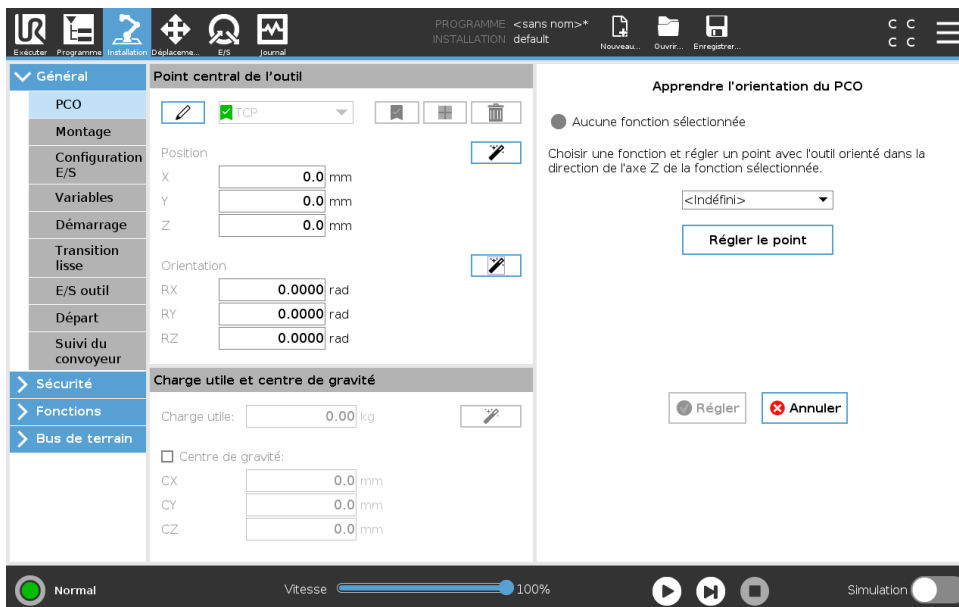 PROGRAMME <sans nom>*
INSTALLATION default
UR
Exécuter
Programme
Installation
Déplaceme...
E/S
Journal
Nouveau...
Ouvrir...
Enregistrer...
C C
C C
Général
PCO
Montage
Configuration
E/S
Variables
Démarrage
Transition
lisse
E/S outil
Départ
Suivi du
convoyeur
Sécurité
Fonctions
Bus de terrain
Point central de l'outil
TCP
Position
X 0.0 mm
Y 0.0 mm
Z 0.0 mm
Orientation
RX 0.0000 rad
RY 0.0000 rad
RZ 0.0000 rad
Charge utile et centre de gravité
Charge utile: 0.00 kg
Centre de gravité:
CX 0.0 mm
CY 0.0 mm
CZ 0.0 mm
Apprendre l'orientation du PCO
Aucune fonction sélectionnée
Choisir une fonction et régler un point avec l'outil orienté dans la
direction de l'axe Z de la fonction sélectionnée.
<Indéfini>
Régler le point
Régler
Annuler
Normal
Vitesse 100%
Simulation